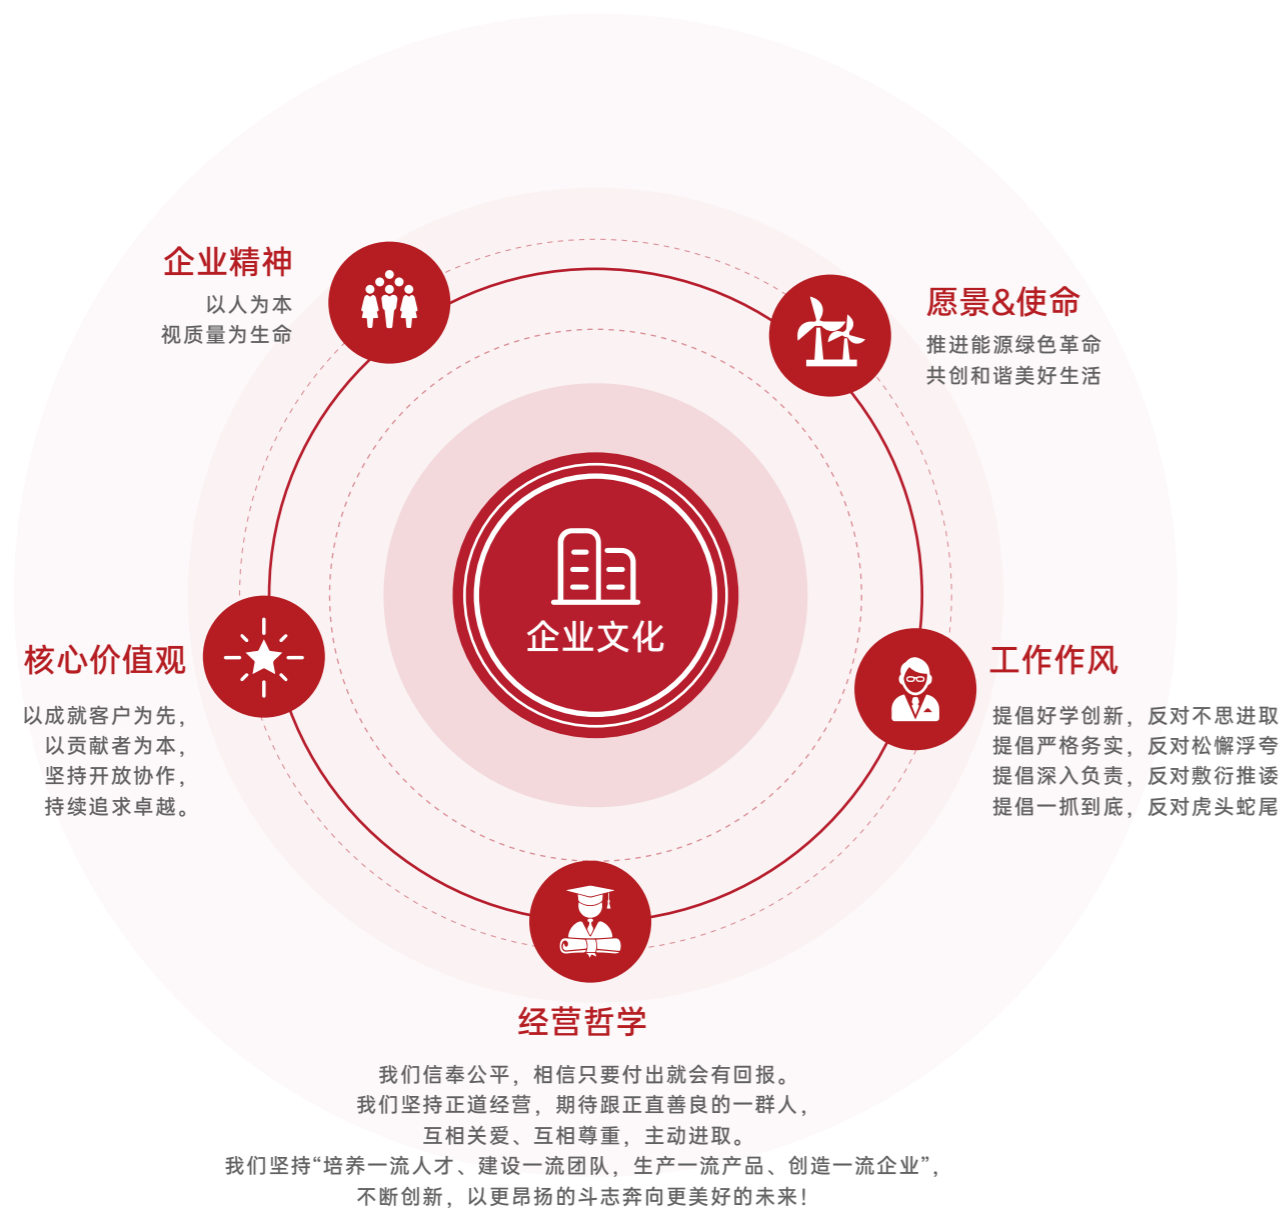 企业精神
以人为本
视质量为生命
愿景&使命
推进能源绿色革命
共创和谐美好生活
企业文化
核心价值观
以成就客户为先，
以贡献者为本，
坚持开放协作，
持续追求卓越。
工作作风
提倡好学创新，反对不思进取
提倡严格务实，反对松懈浮夸
提倡深入负责，反对敷衍推诿
提倡一抓到底，反对虎头蛇尾
经营哲学
我们信奉公平，相信只要付出就会有回报。
我们坚持正道经营，期待跟正直善良的一群人，
互相关爱、互相尊重，主动进取。
我们坚持“培养一流人才、建设一流团队，生产一流产品、创造一流企业”，
不断创新，以更昂扬的斗志奔向更美好的未来！